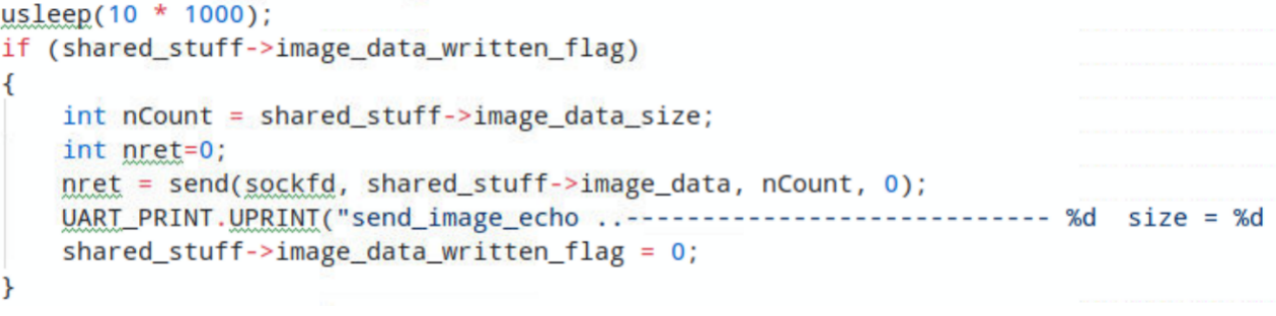 usleep(10 * 1000);
if (shared_stuff->image_data_written_flag)
{
    int nCount = shared_stuff->image_data_size;
    int nret=0;
    nret = send(sockfd, shared_stuff->image_data, nCount, 0);
    UART_PRINT.UPRINT("send_image_echo ..---------------------------- %d  size = %d
    shared_stuff->image_data_written_flag = 0;
}